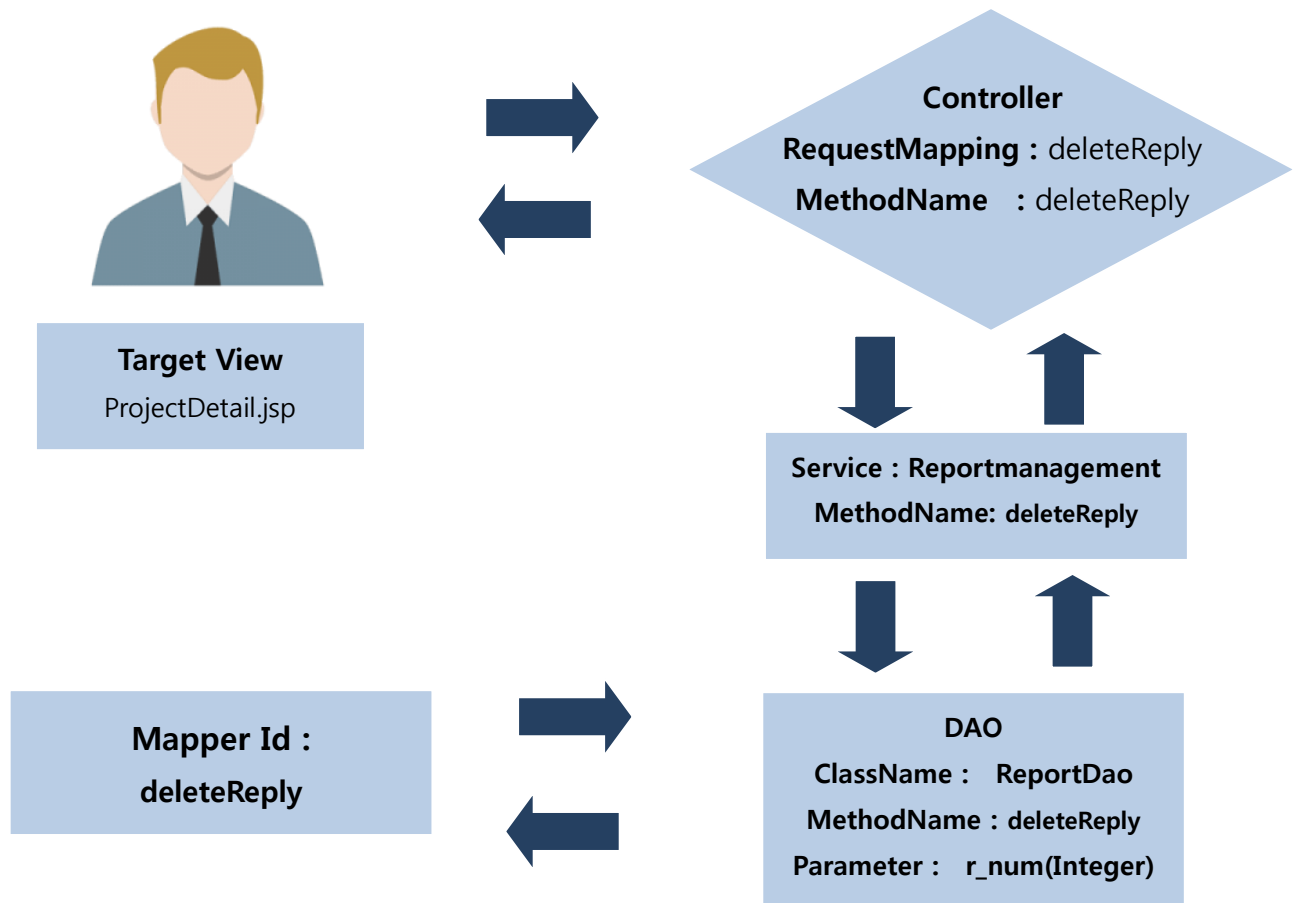 Controller
RequestMapping : deleteReply
MethodName : deleteReply
Target View
ProjectDetail.jsp
Service : Reportmanagement
MethodName: deleteReply
Mapper Id :
deleteReply
DAO
ClassName : ReportDao
MethodName : deleteReply
Parameter : r_num(Integer)